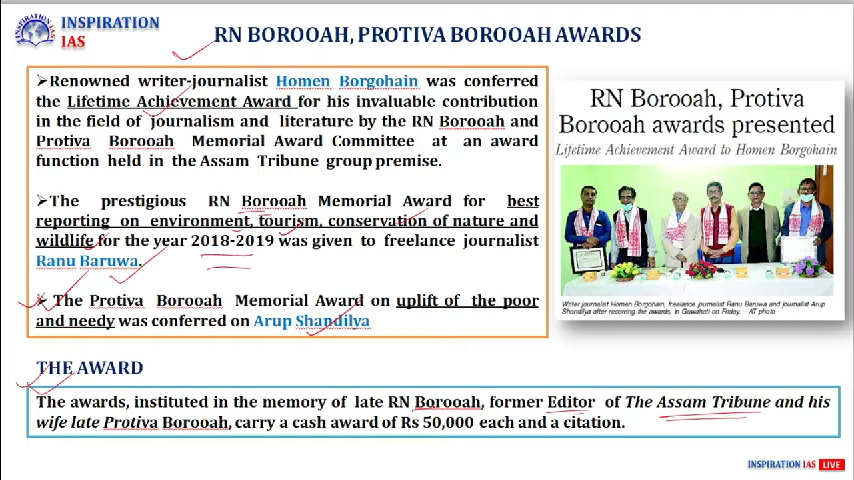 INSPIRATION
IAS
RN BOROOAH, PROTIVA BOROOAH AWARDS
➢Renowned writer-journalist Homen Borgohain was conferred
the Lifetime Achievement Award for his invaluable contribution
in the field of journalism and literature by the RN Borooah and
Protiva Borooah Memorial Award Committee at an award
function held in the Assam Tribune group premise.
➢The prestigious RN Borooah Memorial Award for best
reporting on environment, tourism, conservation of nature and
wildlife for the year 2018-2019 was given to freelance journalist
Ranu Baruwa.
➢The Protiva Borooah Memorial Award on uplift of the poor
and needy was conferred on Arup Shandilya
RN Borooah, Protiva
Borooah awards presented
Lifetime Achievement Award to Homen Borgohain
Writer journalist Homen Borgohain, freelance journalist Ranu Baruwa and journalist Arup
Shandilya after receiving the awards, in Guwahati on Friday. – AT photo
THE AWARD
The awards, instituted in the memory of late RN Borooah, former Editor of The Assam Tribune and his
wife late Protiva Borooah, carry a cash award of Rs 50,000 each and a citation.
INSPIRATION IAS LIVE